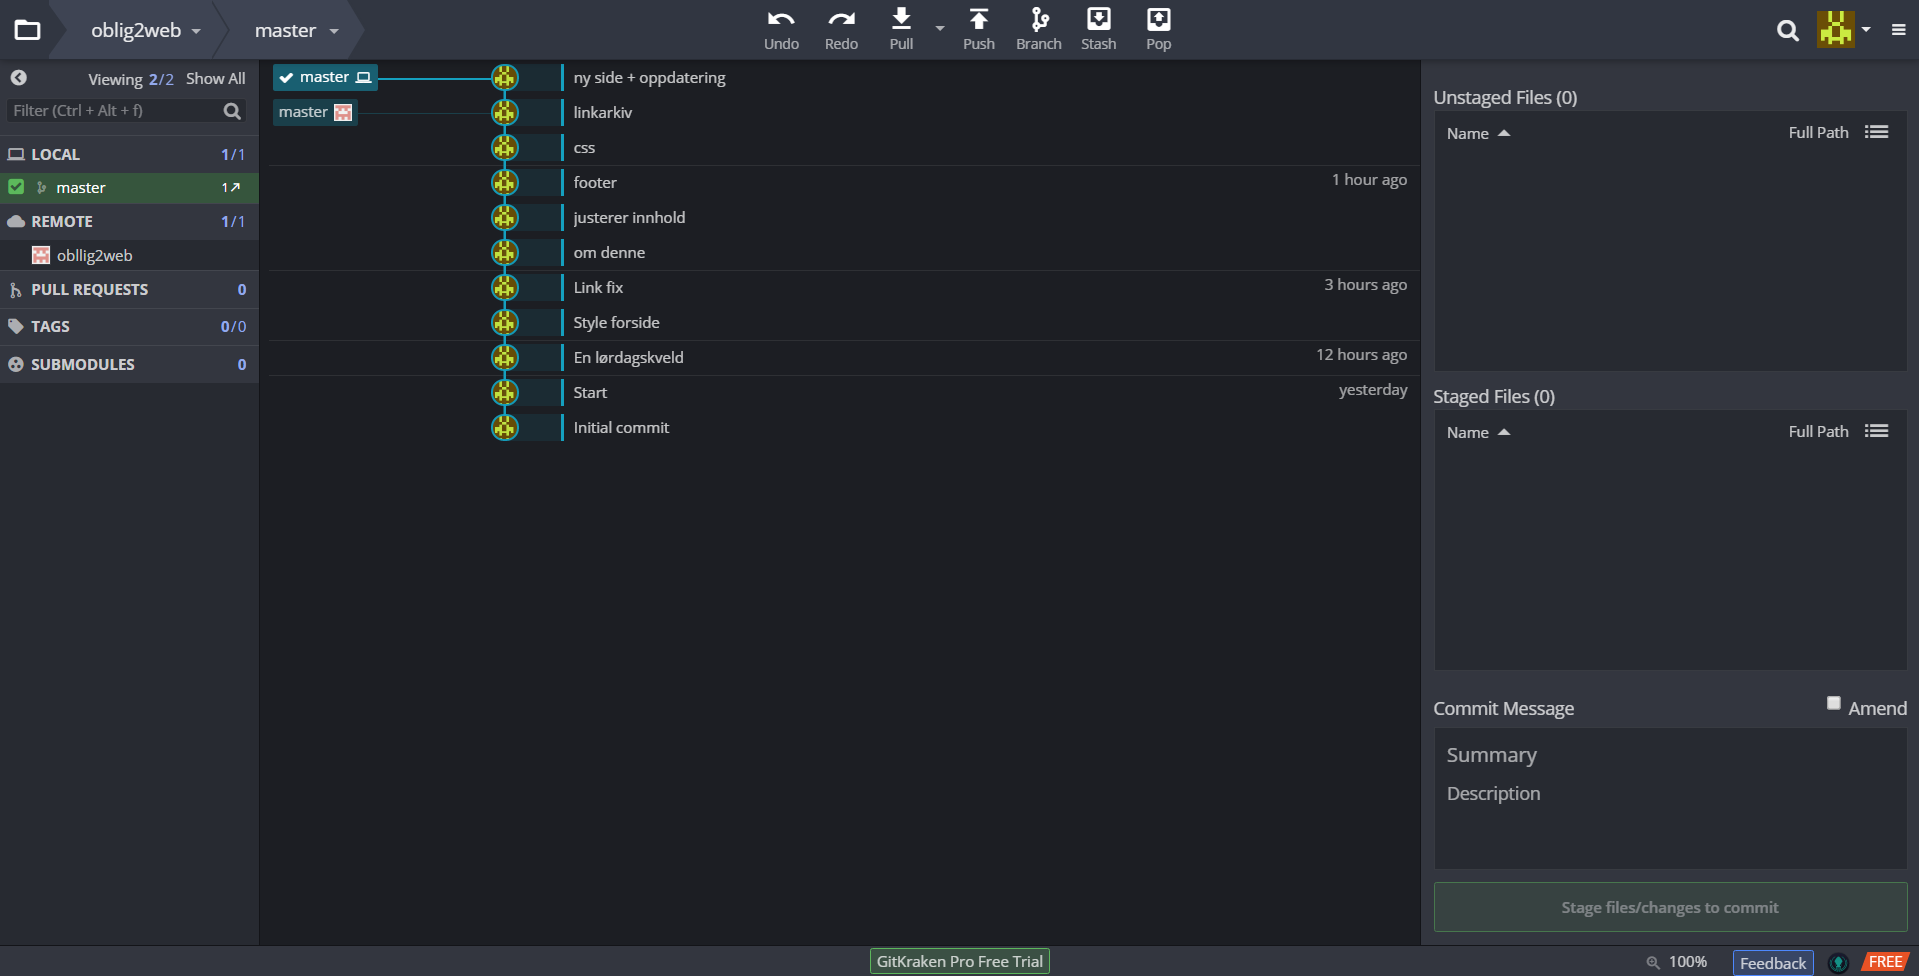 oblig2web master Undo Redo Pull Push Branch Stash Pop
Viewing 2/2 Show All
Filter (Ctrl + Alt + f)
LOCAL 1/1
master 1
REMOTE 1/1
obllig2web
PULL REQUESTS 0
TAGS 0/0
SUBMODULES 0
master ny side + oppdatering
master linkarkiv
css
footer 1 hour ago
justerer innhold
om denne
Link fix 3 hours ago
Style forside
En lørdagskveld 12 hours ago
Start yesterday
Initial commit
Unstaged Files (0)
Name Full Path
Staged Files (0)
Name Full Path
Commit Message Amend
Summary
Description
Stage files/changes to commit
GitKraken Pro Free Trial 100% Feedback FREE